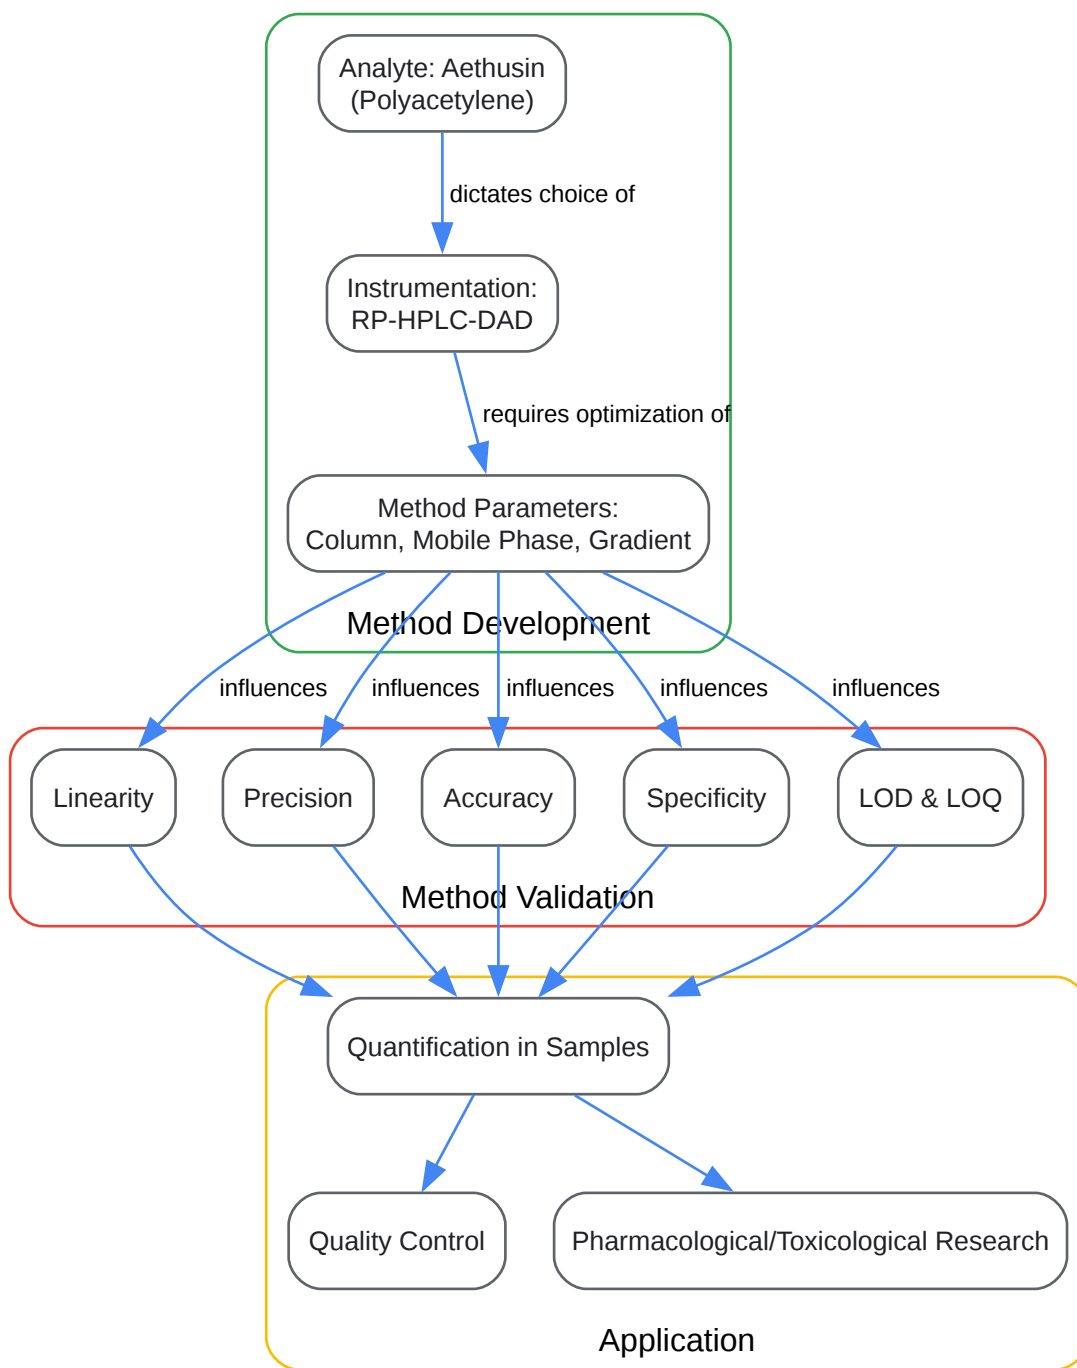 Analyte: Aethusin
(Polyacetylene)
dictates choice of
Instrumentation:
RP-HPLC-DAD
requires optimization of
Method Parameters:
Column, Mobile Phase, Gradient
Method Development
influences
influences
influences
influences
influences
Linearity
Precision
Accuracy
Specificity
LOD & LOQ
Method Validation
Quantification in Samples
Quality Control
Pharmacological/Toxicological Research
Application